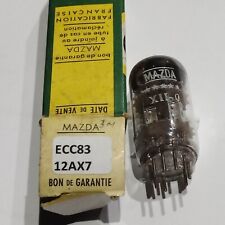 bon de garantie
à joindre au
tube en cas de
réclamation
MAZDA
FABRICATION
FRANÇAISE
DATE DE VENTE
MAZDA
ECC83
12AX7
BON DE GARANTIE
MAZDA